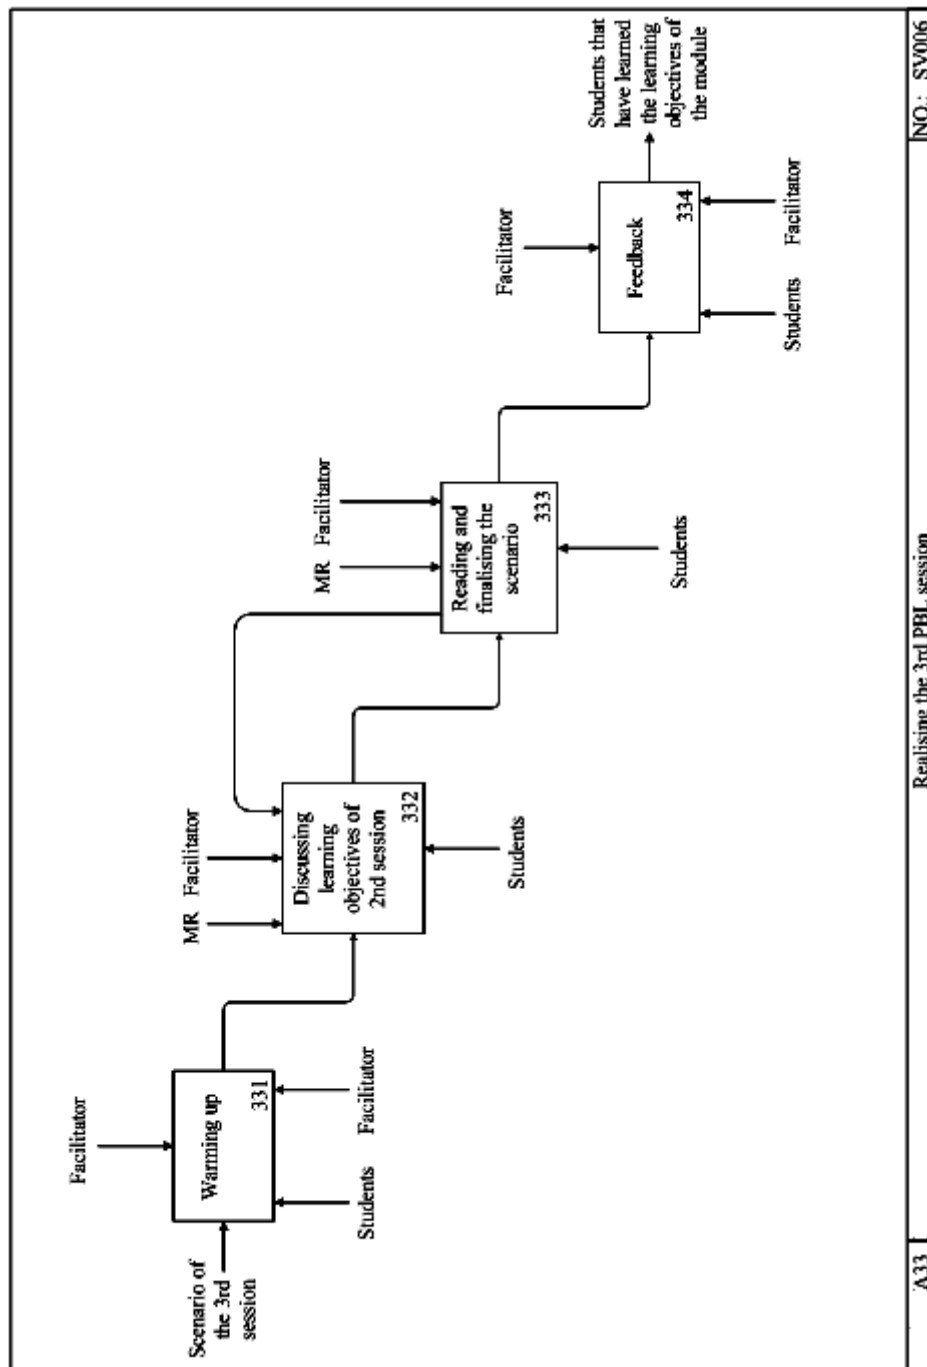 Facilitator
Scenario of
the 3rd
session
Warming up
331
Students
Facilitator
MR
Facilitator
Discussing
learning
objectives of
2nd session
332
Students
MR
Facilitator
Reading and
finalising the
scenario
333
Students
Facilitator
Feedback
334
Students
Facilitator
Students that
have learned
the learning
objectives of
the module
A33
Realising the 3rd PBL session
NO.: SV006